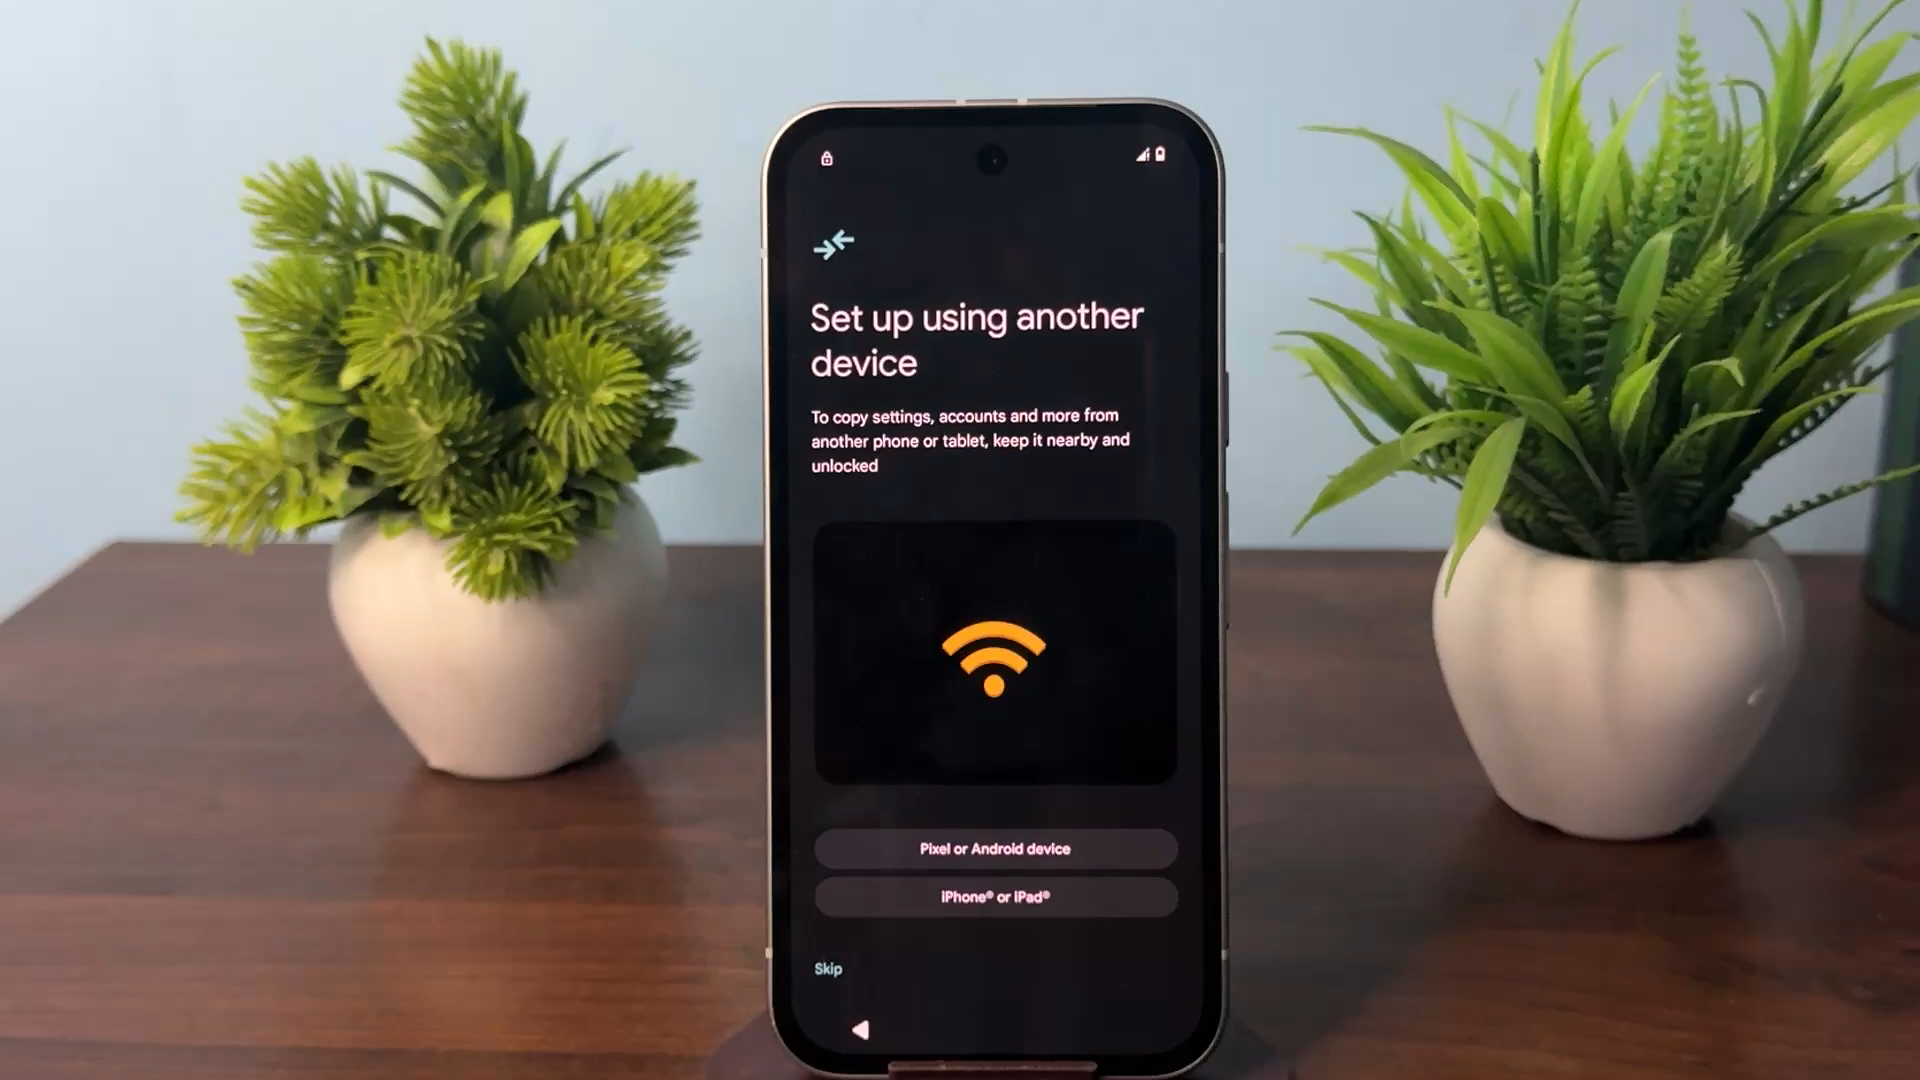 Set up using another
device
To copy settings, accounts and more from
another phone or tablet, keep it nearby and
unlocked
Pixel or Android device
iPhone® or iPad®
Skip